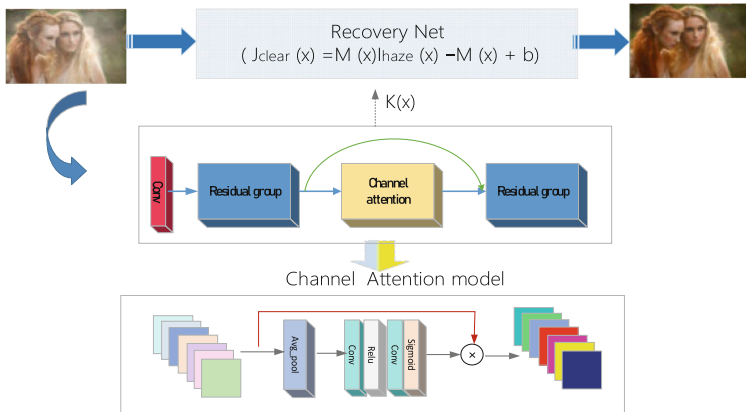 Recovery Net
( Jclear (x) =M (x)Ihaze (x) –M (x) + b)
K(x)
Conv
Residual group
Channel
attention
Residual group
Channel Attention model
Avg_pool
Conv
Relu
Conv
Sigmoid
×